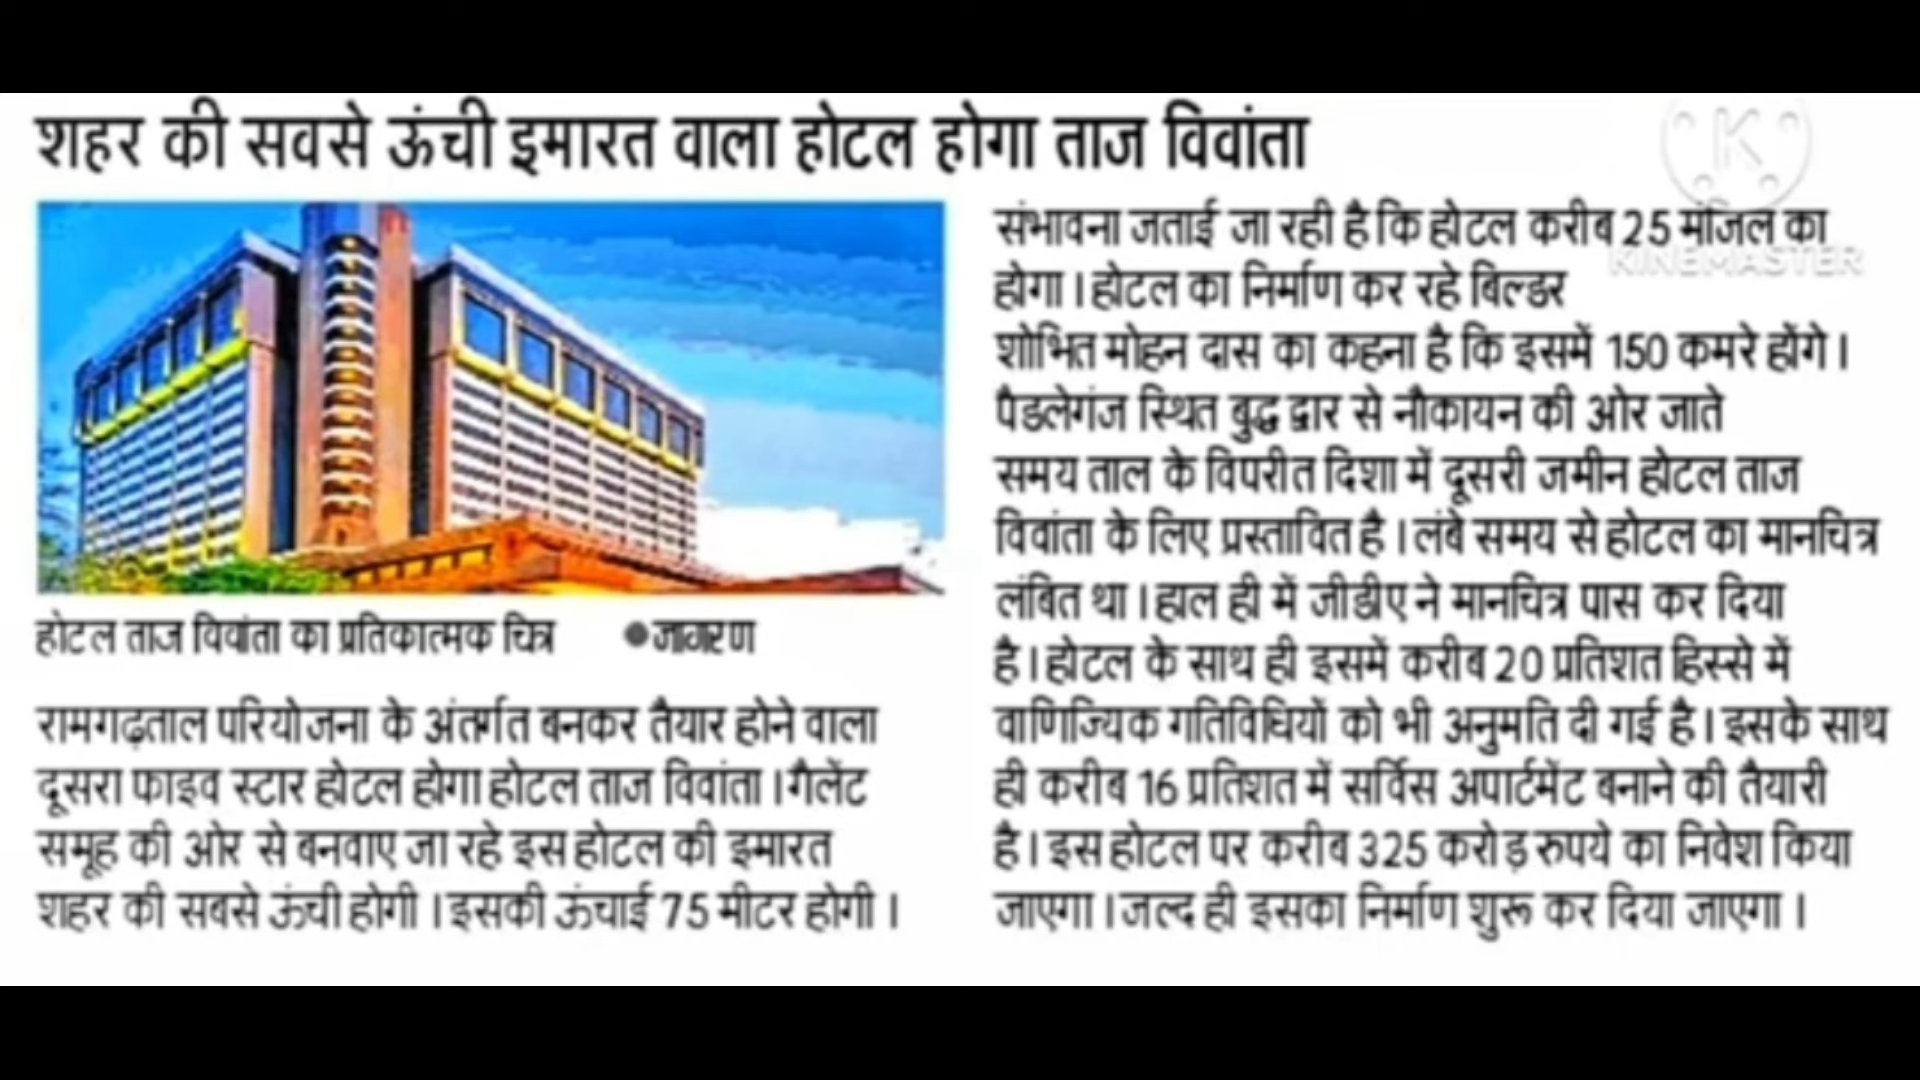 शहर की सवसे ऊंची इमारत वाला होटल होगा ताज विवांता
होटल ताज विवांता का प्रतिकात्मक चित्र ●जागरण
रामगढ़ताल परियोजना के अंतर्गत बनकर तैयार होने वाला
दूसरा फाइव स्टार होटल होगा होटल ताज विवांता । गैलेंट
समूह की ओर से बनवाए जा रहे इस होटल की इमारत
शहर की सबसे ऊंची होगी । इसकी ऊंचाई 75 मीटर होगी ।
संभावना जताई जा रही है कि होटल करीब 25 मंजिल का
होगा । होटल का निर्माण कर रहे बिल्डर
शोभित मोहन दास का कहना है कि इसमें 150 कमरे होंगे ।
पैडलेगंज स्थित बुद्ध द्वार से नौकायन की ओर जाते
समय ताल के विपरीत दिशा में दूसरी जमीन होटल ताज
विवांता के लिए प्रस्तावित है । लंबे समय से होटल का मानचित्र
लंबित था । हाल ही में जीडीए ने मानचित्र पास कर दिया
है । होटल के साथ ही इसमें करीब 20 प्रतिशत हिस्से में
वाणिज्यिक गतिविधियों को भी अनुमति दी गई है । इसके साथ
ही करीब 16 प्रतिशत में सर्विस अपार्टमेंट बनाने की तैयारी
है । इस होटल पर करीब 325 करोड़ रुपये का निवेश किया
जाएगा । जल्द ही इसका निर्माण शुरू कर दिया जाएगा ।
K
KINEMASTER